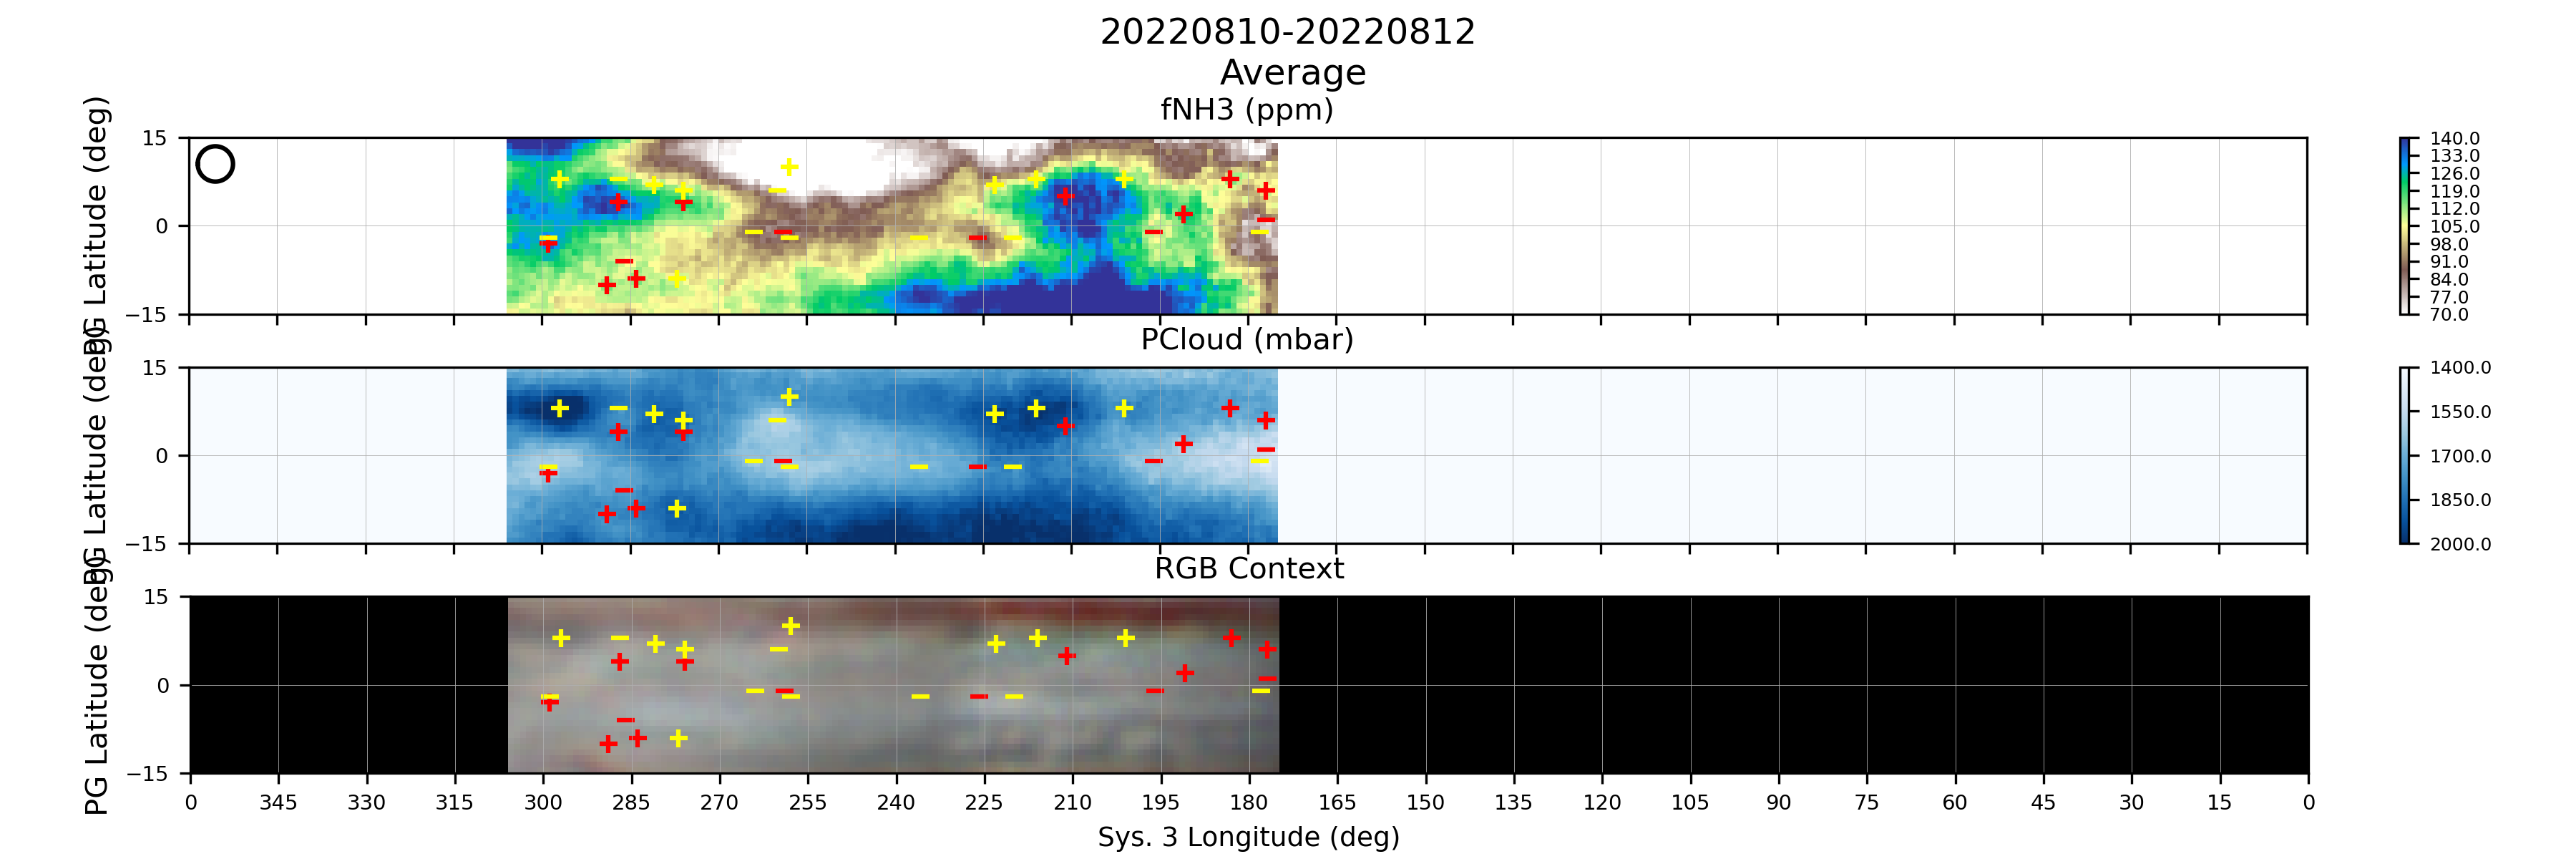 20220810-20220812
Average
fNH3 (ppm)
PG Latitude (deg)
15
0
−15
140.0
133.0
126.0
119.0
112.0
105.0
98.0
91.0
84.0
77.0
70.0
PCloud (mbar)
PG Latitude (deg)
15
0
−15
1400.0
1550.0
1700.0
1850.0
2000.0
RGB Context
PG Latitude (deg)
15
0
−15
0 345 330 315 300 285 270 255 240 225 210 195 180 165 150 135 120 105 90 75 60 45 30 15 0
Sys. 3 Longitude (deg)